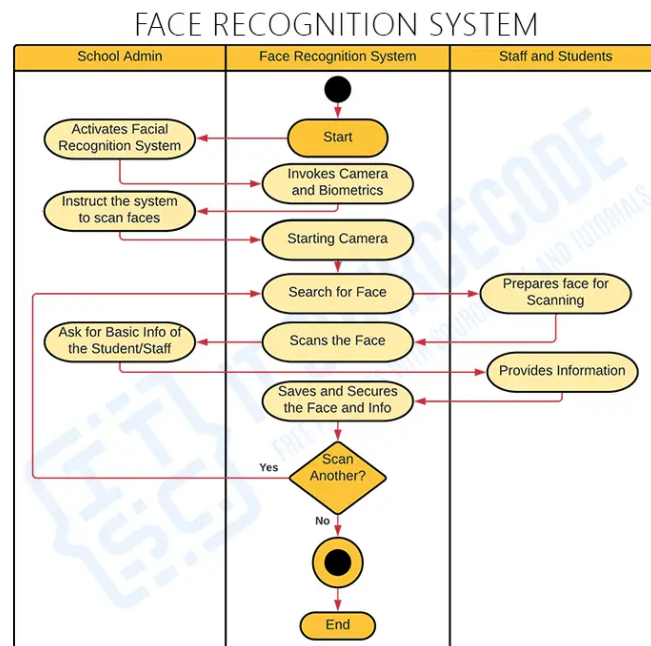 FACE RECOGNITION SYSTEM
School Admin
Face Recognition System
Staff and Students
Start
Activates Facial
Recognition System
Invokes Camera
and Biometrics
Instruct the system
to scan faces
Starting Camera
Search for Face
Prepares face for
Scanning
Ask for Basic Info of
the Student/Staff
Scans the Face
Provides Information
Saves and Secures
the Face and Info
Scan
Another?
Yes
No
End